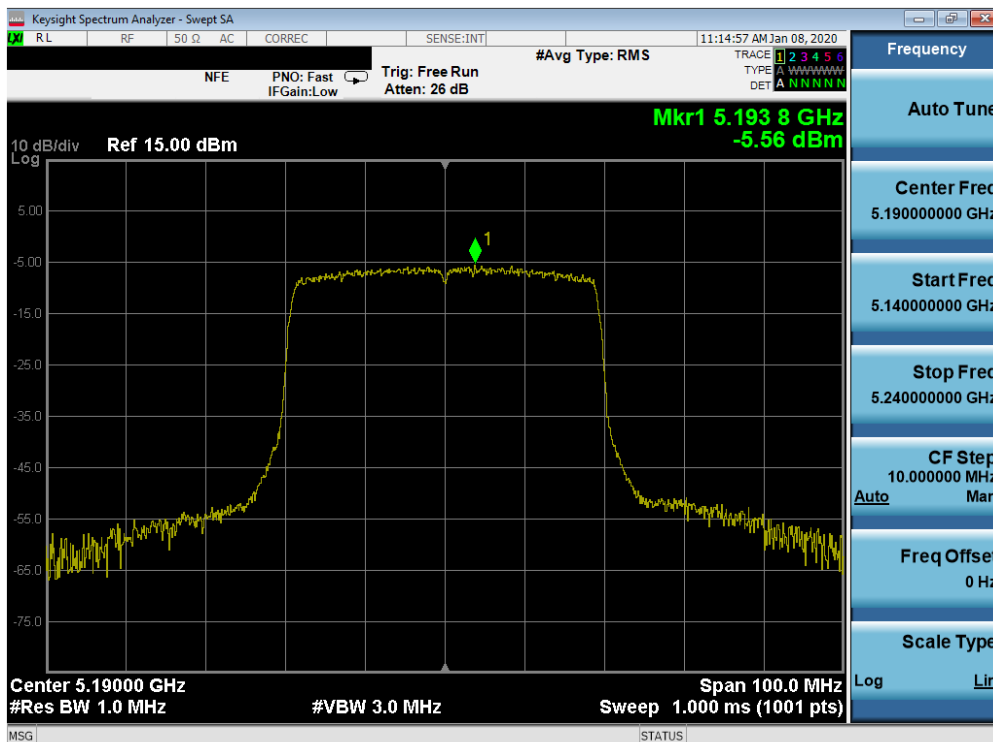 Keysight Spectrum Analyzer - Swept SA
LXI RL RF 50 Ω AC CORREC SENSE:INT 11:14:57 AM Jan 08, 2020
#Avg Type: RMS TRACE 1 2 3 4 5 6
NFE PNO: Fast Trig: Free Run TYPE A WWWWWW
IFGain:Low Atten: 26 dB DET A N N N N N
Mkr1 5.193 8 GHz
-5.56 dBm
10 dB/div Ref 15.00 dBm
Log
5.00
1
-5.00
-15.0
-25.0
-35.0
-45.0
-55.0
-65.0
-75.0
Center 5.19000 GHz Span 100.0 MHz
#Res BW 1.0 MHz #VBW 3.0 MHz Sweep 1.000 ms (1001 pts)
MSG STATUS
Frequency
Auto Tune
Center Freq
5.190000000 GHz
Start Freq
5.140000000 GHz
Stop Freq
5.240000000 GHz
CF Step
10.000000 MHz
Auto Man
Freq Offset
0 Hz
Scale Type
Log Lin